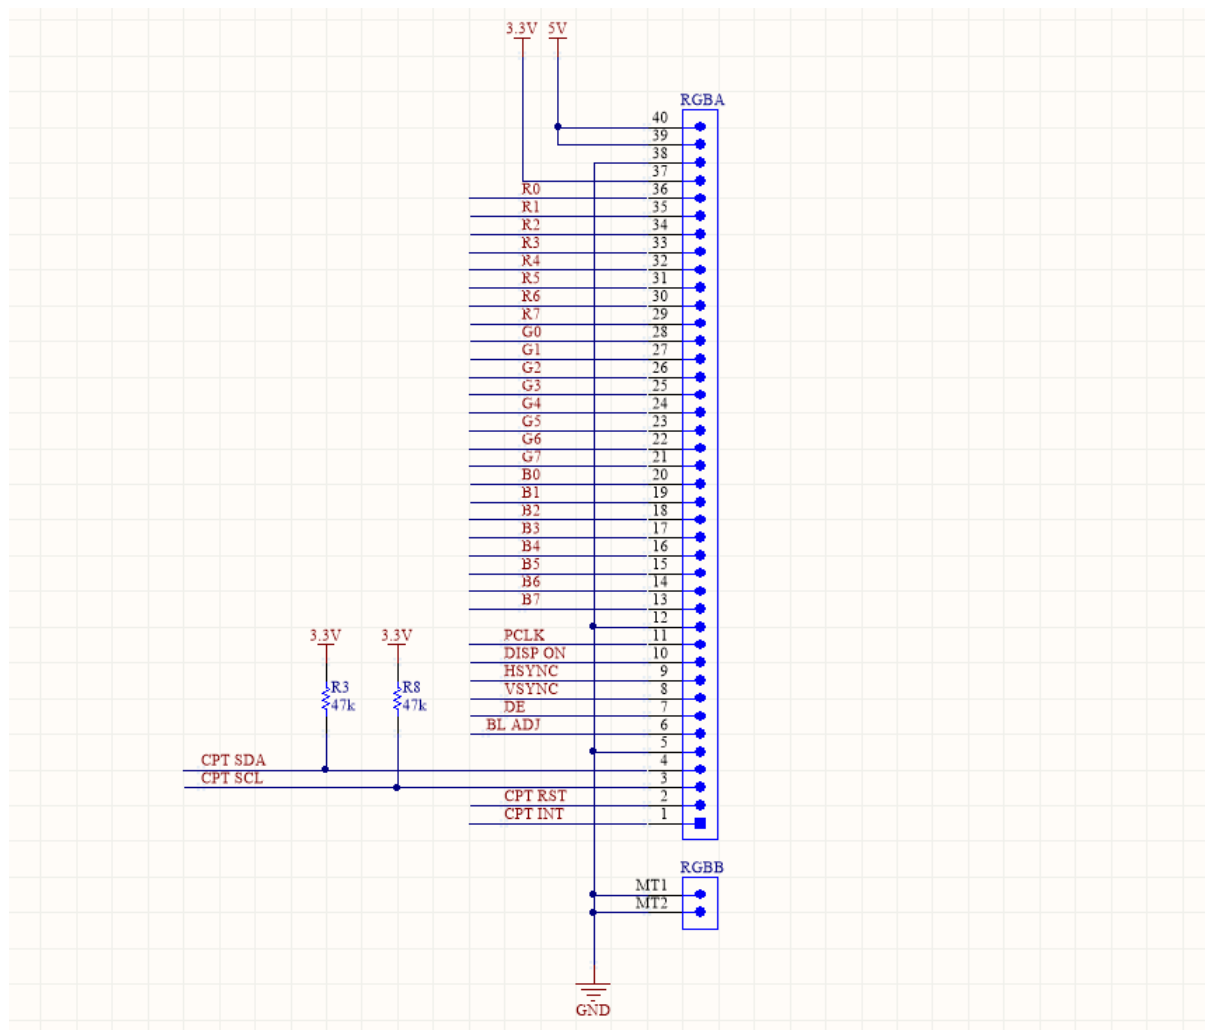 3.3V 5V
RGBA
40
39
38
37
R0 36
R1 35
R2 34
R3 33
R4 32
R5 31
R6 30
R7 29
G0 28
G1 27
G2 26
G3 25
G4 24
G5 23
G6 22
G7 21
B0 20
B1 19
B2 18
B3 17
B4 16
B5 15
B6 14
B7 13
12
3.3V 3.3V PCLK 11
DISP ON 10
HSYNC 9
R3 R8 VSYNC 8
47k 47k DE 7
BL ADJ 6
5
CPT SDA 4
CPT SCL 3
CPT RST 2
CPT INT 1
RGBB
MT1
MT2
GND